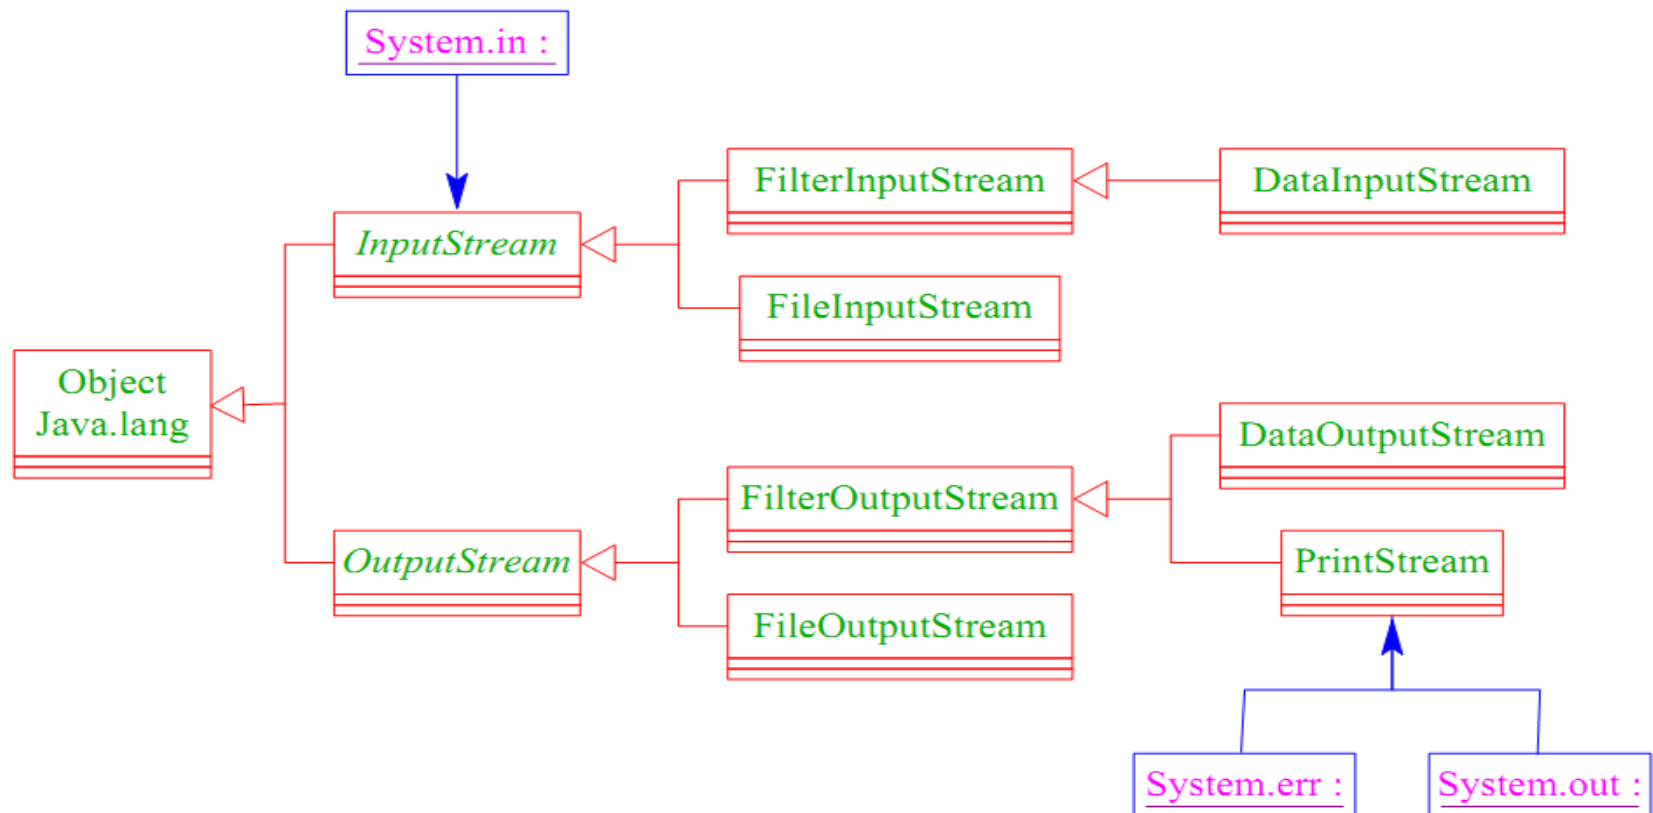 System.in :
FilterInputStream
DataInputStream
InputStream
FileInputStream
Object
Java.lang
DataOutputStream
FilterOutputStream
OutputStream
PrintStream
FileOutputStream
System.err :
System.out :